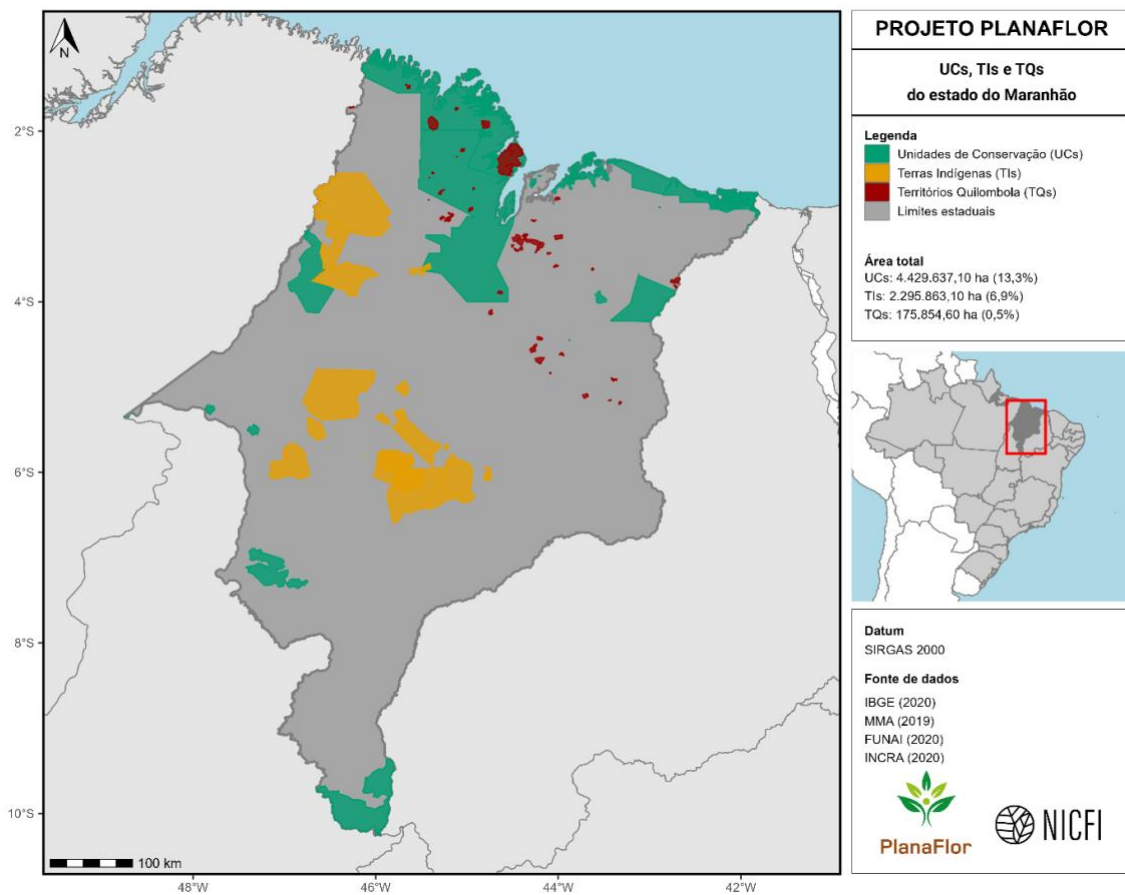 PROJETO PLANAFLOR
UCs, TIs e TQs
do estado do Maranhão
Legenda
Unidades de Conservação (UCs)
Terras Indígenas (TIs)
Territórios Quilombola (TQs)
Limites estaduais
Área total
UCs: 4.429.637,10 ha (13,3%)
TIs: 2.295.863,10 ha (6,9%)
TQs: 175.854,60 ha (0,5%)
Datum
SIRGAS 2000
Fonte de dados
IBGE (2020)
MMA (2019)
FUNAI (2020)
INCRA (2020)
PlanaFlor
NICFI
N
2°S
4°S
6°S
8°S
10°S
100 km
48°W
46°W
44°W
42°W